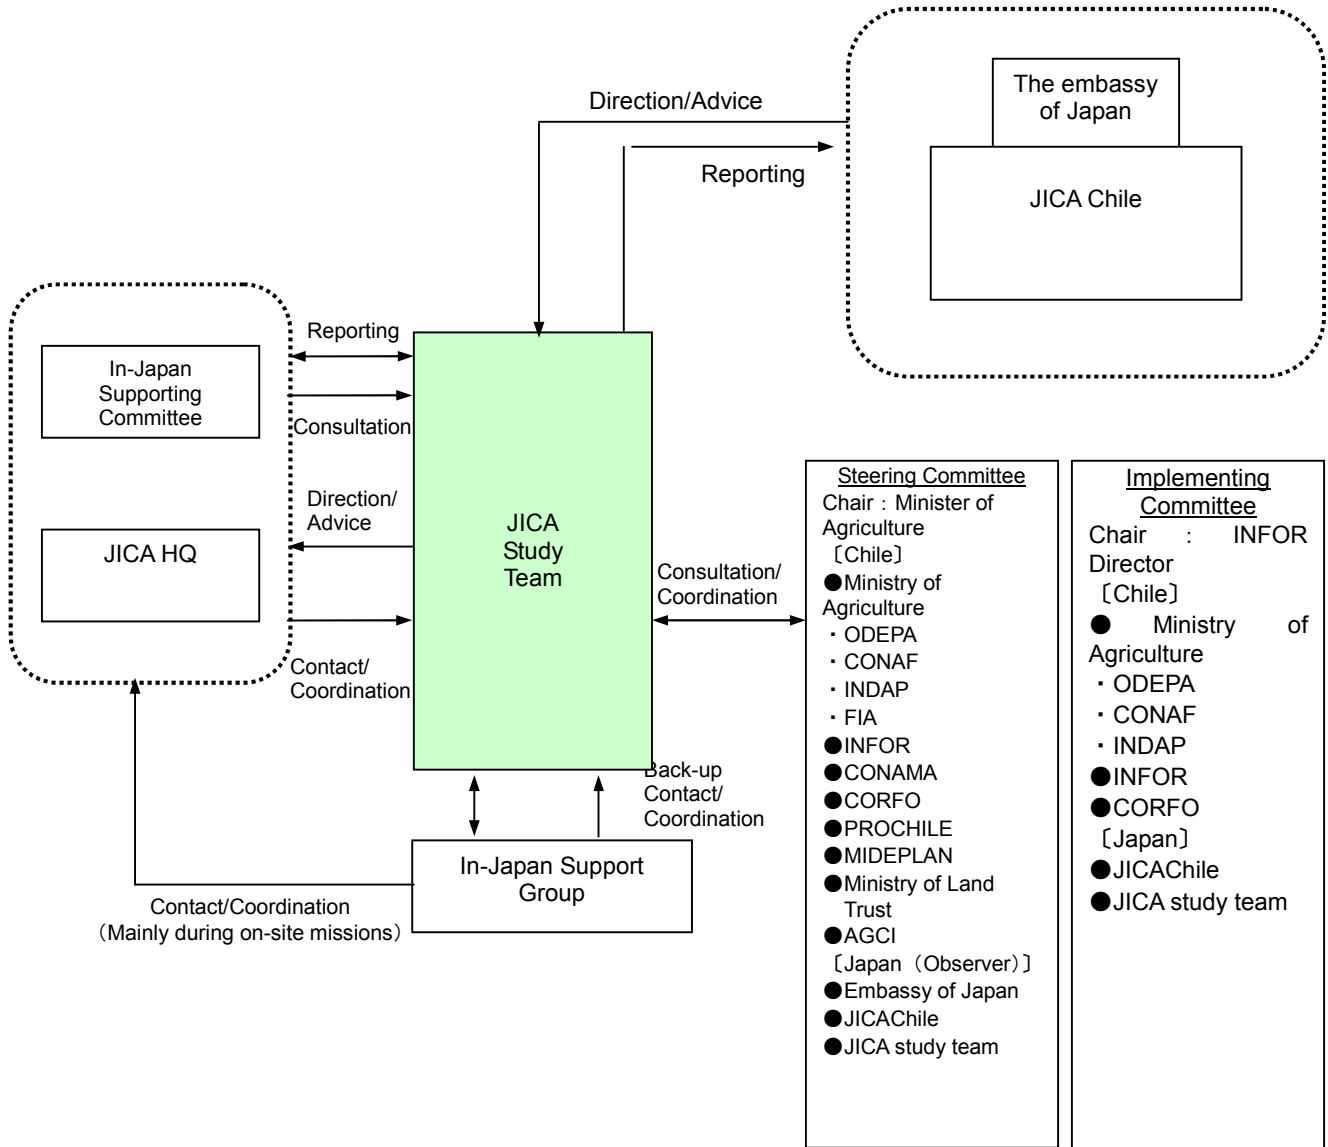 The embassy
of Japan
Direction/Advice
Reporting
JICA Chile
Reporting
In-Japan
Supporting
Committee
Consultation
Direction/
Advice
JICA HQ
Contact/
Coordination
JICA
Study
Team
Consultation/
Coordination
Back-up
Contact/
Coordination
In-Japan Support
Group
Contact/Coordination
（Mainly during on-site missions）
Steering Committee
Chair：Minister of
Agriculture
〔Chile〕
●Ministry of
Agriculture
・ODEPA
・CONAF
・INDAP
・FIA
●INFOR
●CONAMA
●CORFO
●PROCHILE
●MIDEPLAN
●Ministry of Land
Trust
●AGCI
〔Japan（Observer）〕
●Embassy of Japan
●JICAChile
●JICA study team
Implementing
Committee
Chair ： INFOR
Director
〔Chile〕
● Ministry of
Agriculture
・ODEPA
・CONAF
・INDAP
●INFOR
●CORFO
〔Japan〕
●JICAChile
●JICA study team